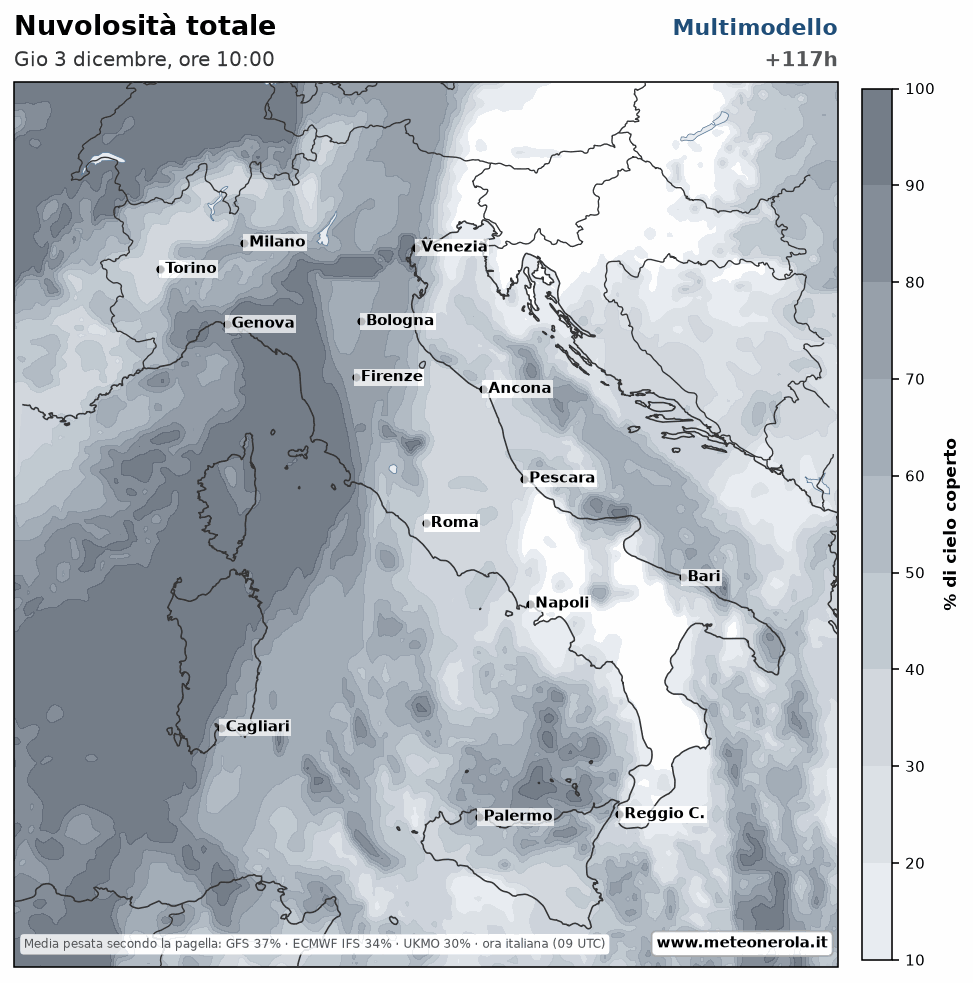 Nuvolosità totale
Multimodello
Gio 3 dicembre, ore 10:00
+117h
100
90
80
70
60
50
40
30
20
10
% di cielo coperto
Milano
Venezia
Torino
Genova
Bologna
Firenze
Ancona
Pescara
Roma
Bari
Napoli
Cagliari
Palermo
Reggio C.
Media pesata secondo la pagella: GFS 37% · ECMWF IFS 34% · UKMO 30% · ora italiana (09 UTC)
www.meteonerola.it